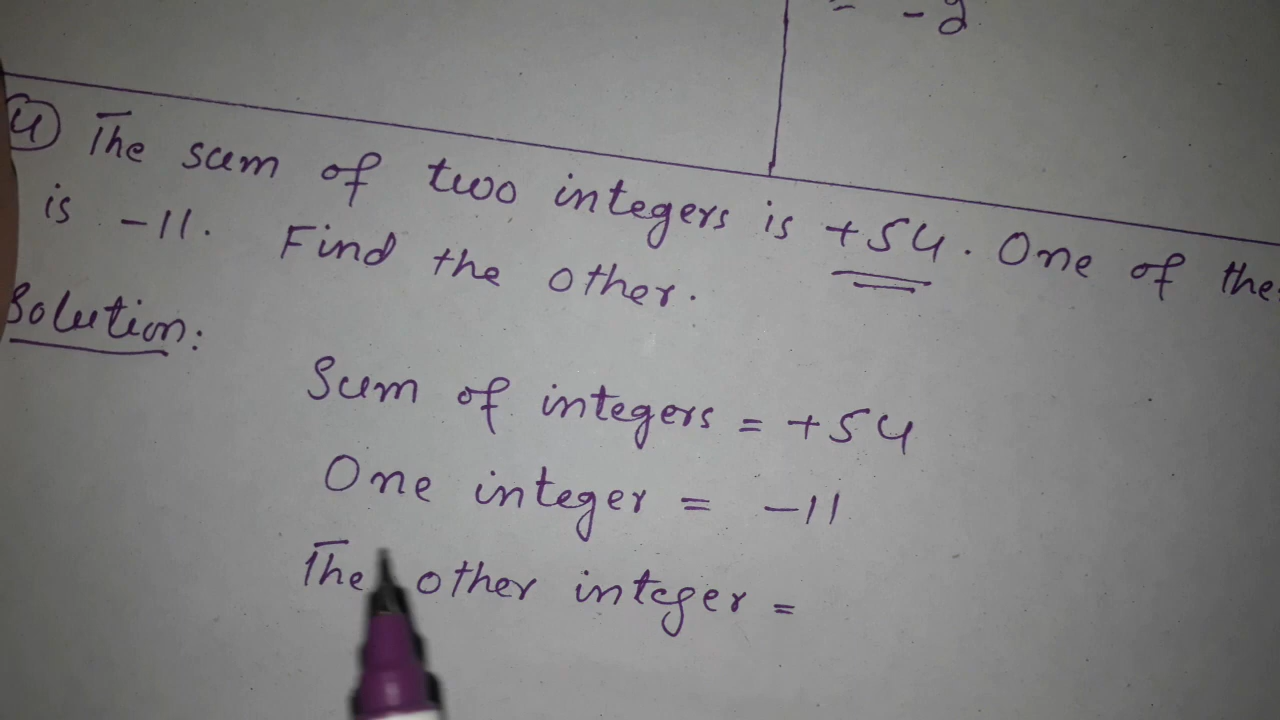 = -2
4 The sum of two integers is +54. One of the
is -11. Find the other.
Solution:
Sum of integers = +54
One integer = -11
The other integer =